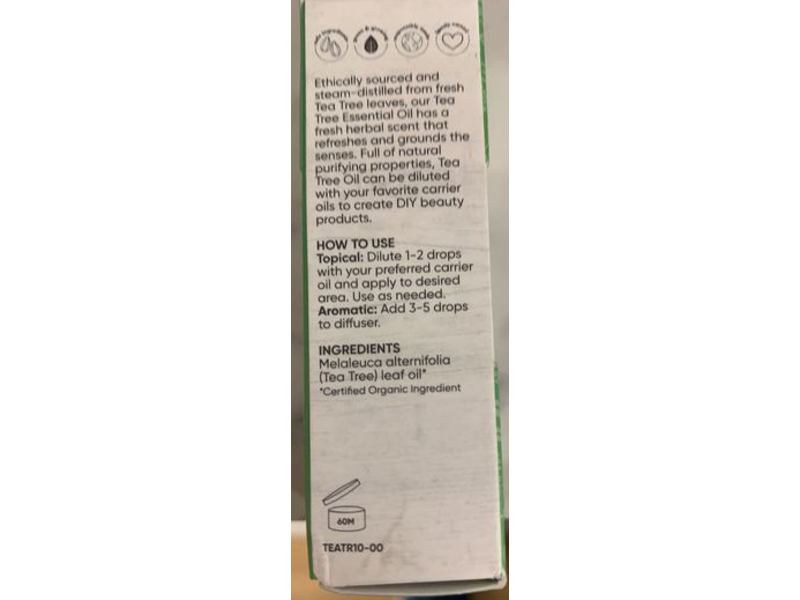 Ethically sourced and
steam-distilled from fresh
Tea Tree leaves, our Tea
Tree Essential Oil has a
fresh herbal scent that
refreshes and grounds the
senses. Full of natural
purifying properties, Tea
Tree Oil can be diluted
with your favorite carrier
oils to create DIY beauty
products.
HOW TO USE
Topical: Dilute 1-2 drops
with your preferred carrier
oil and apply to desired
area. Use as needed.
Aromatic: Add 3-5 drops
to diffuser.
INGREDIENTS
Melaleuca alternifolia
(Tea Tree) leaf oil*
*Certified Organic Ingredient
60M
TEATR10-00